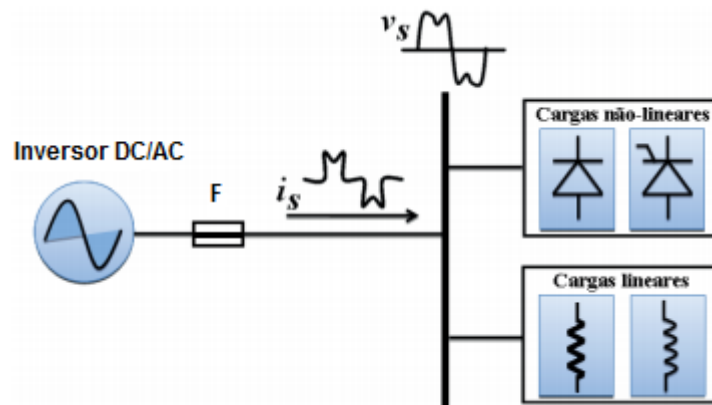 v_s
Cargas não-lineares
Inversor DC/AC
F
i_s
Cargas lineares